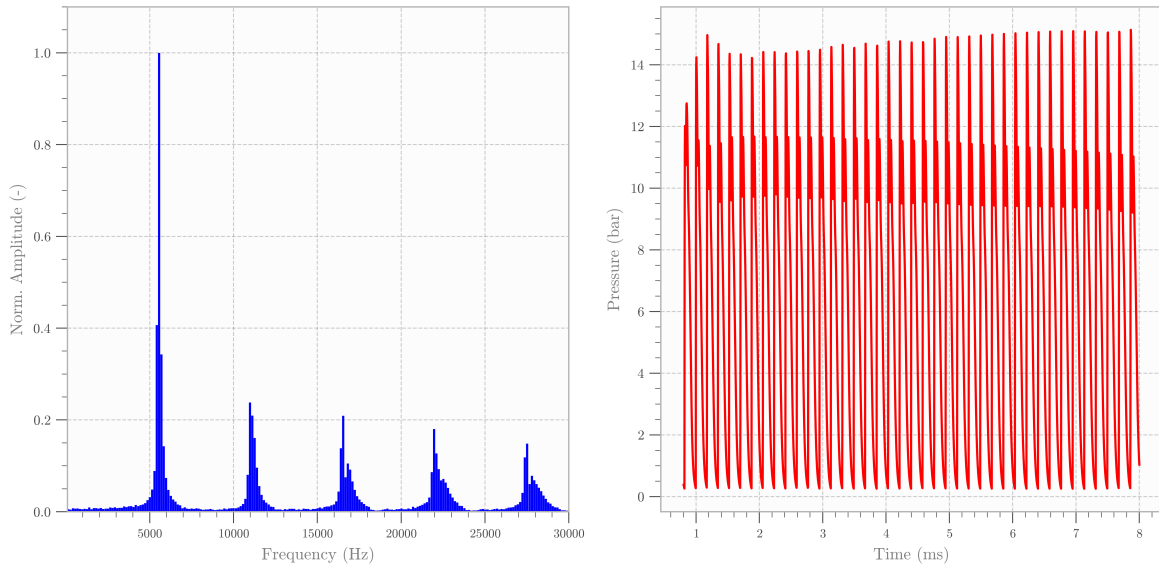 Norm. Amplitude (-)
1.0
0.8
0.6
0.4
0.2
0.0
5000 10000 15000 20000 25000 30000
Frequency (Hz)
Pressure (bar)
14
12
10
8
6
4
2
0
1 2 3 4 5 6 7 8
Time (ms)